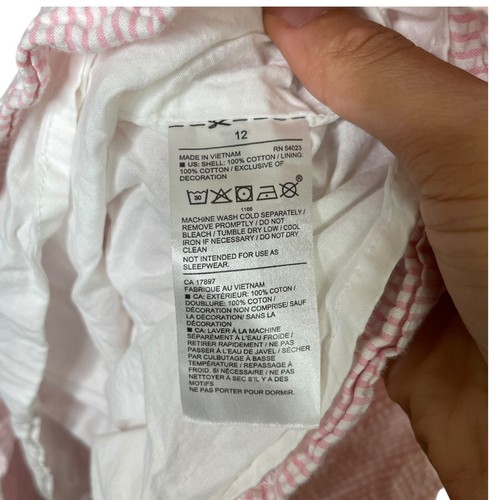 12
MADE IN VIETNAM RN 54023
■ US: SHELL: 100% COTTON / LINING:
100% COTTON / EXCLUSIVE OF
DECORATION
30
1166
MACHINE WASH COLD SEPARATELY /
REMOVE PROMPTLY / DO NOT
BLEACH / TUMBLE DRY LOW / COOL
IRON IF NECESSARY / DO NOT DRY
CLEAN
NOT INTENDED FOR USE AS
SLEEPWEAR.
CA 17897
FABRIQUE AU VIETNAM
■ CA: EXTÉRIEUR: 100% COTON /
DOUBLURE: 100% COTON /
DÉCORATION NON COMPRISE/ SAUF
LA DÉCORATION/ SANS LA
DÉCORATION
■ CA: LAVER À LA MACHINE
SÉPARÉMENT À L'EAU FROIDE /
RETIRER RAPIDEMENT / NE PAS
PASSER À L'EAU DE JAVEL / SÉCHER
PAR CULBUTAGE À BASSE
TEMPÉRATURE / REPASSAGE À
FROID, SI NÉCESSAIRE / NE PAS
NETTOYER À SEC S'IL Y A DES
MOTIFS
NE PAS PORTER POUR DORMIR.